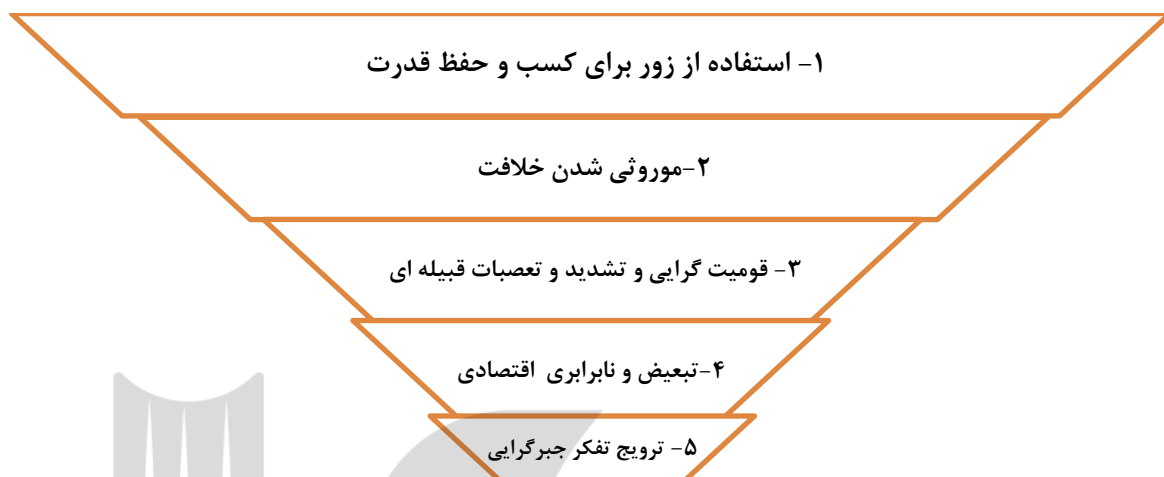 ۱- استفاده از زور برای کسب و حفظ قدرت
۲-موروثی شدن خلافت
۳- قومیت گرایی و تشدید و تعصبات قبیله ای
۴-تبعیض و نابرابری اقتصادی
۵- ترویج تفکر جبرگرایی